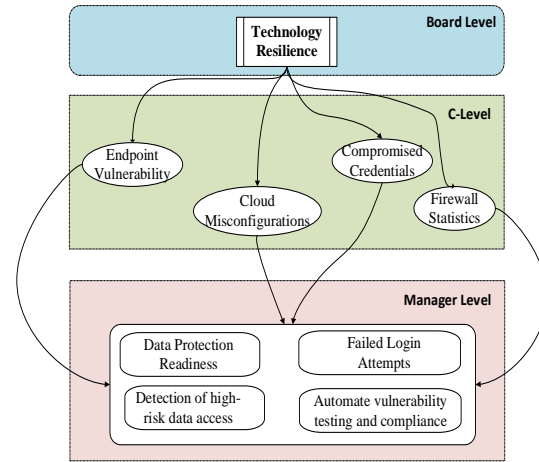 Board Level
Technology
Resilience
C-Level
Endpoint
Vulnerability
Compromised
Credentials
Cloud
Misconfigurations
Firewall
Statistics
Manager Level
Data Protection
Readiness
Failed Login
Attempts
Detection of high-
risk data access
Automate vulnerability
testing and compliance